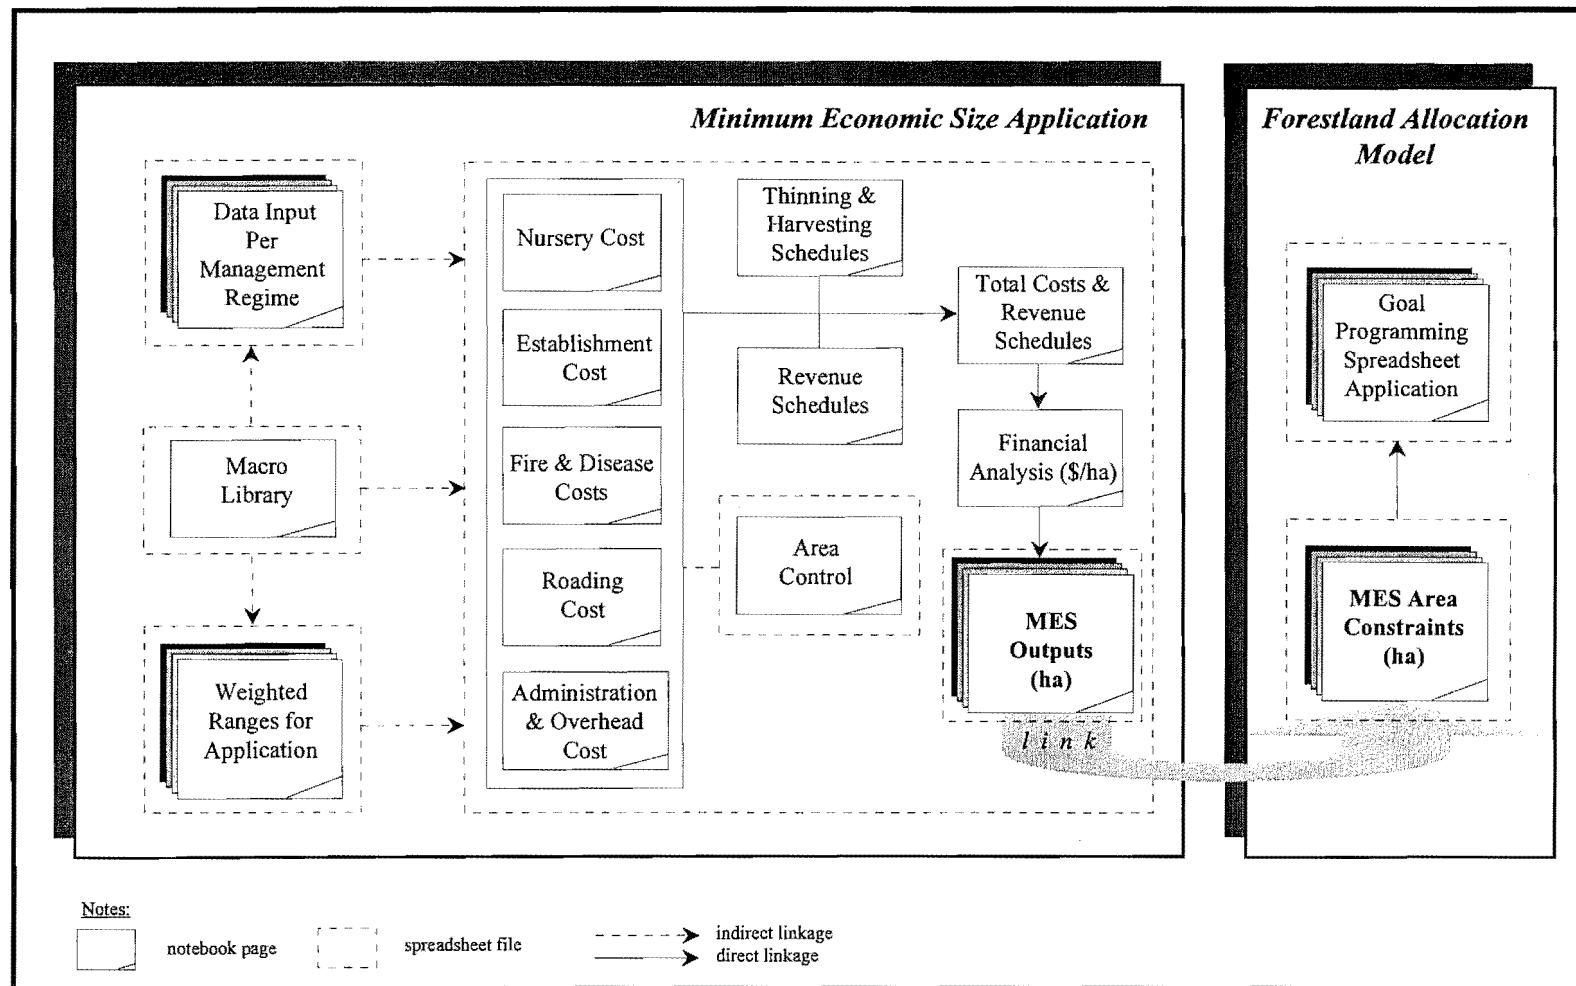 Minimum Economic Size Application
Forestland Allocation
Model
Data Input
Per
Management
Regime
Macro
Library
Weighted
Ranges for
Application
Nursery Cost
Establishment
Cost
Fire & Disease
Costs
Roading
Cost
Administration
& Overhead
Cost
Thinning &
Harvesting
Schedules
Revenue
Schedules
Area
Control
Total Costs &
Revenue
Schedules
Financial
Analysis ($/ha)
MES
Outputs
(ha)
link
Goal
Programming
Spreadsheet
Application
MES Area
Constraints
(ha)
Notes:
notebook page
spreadsheet file
indirect linkage
direct linkage